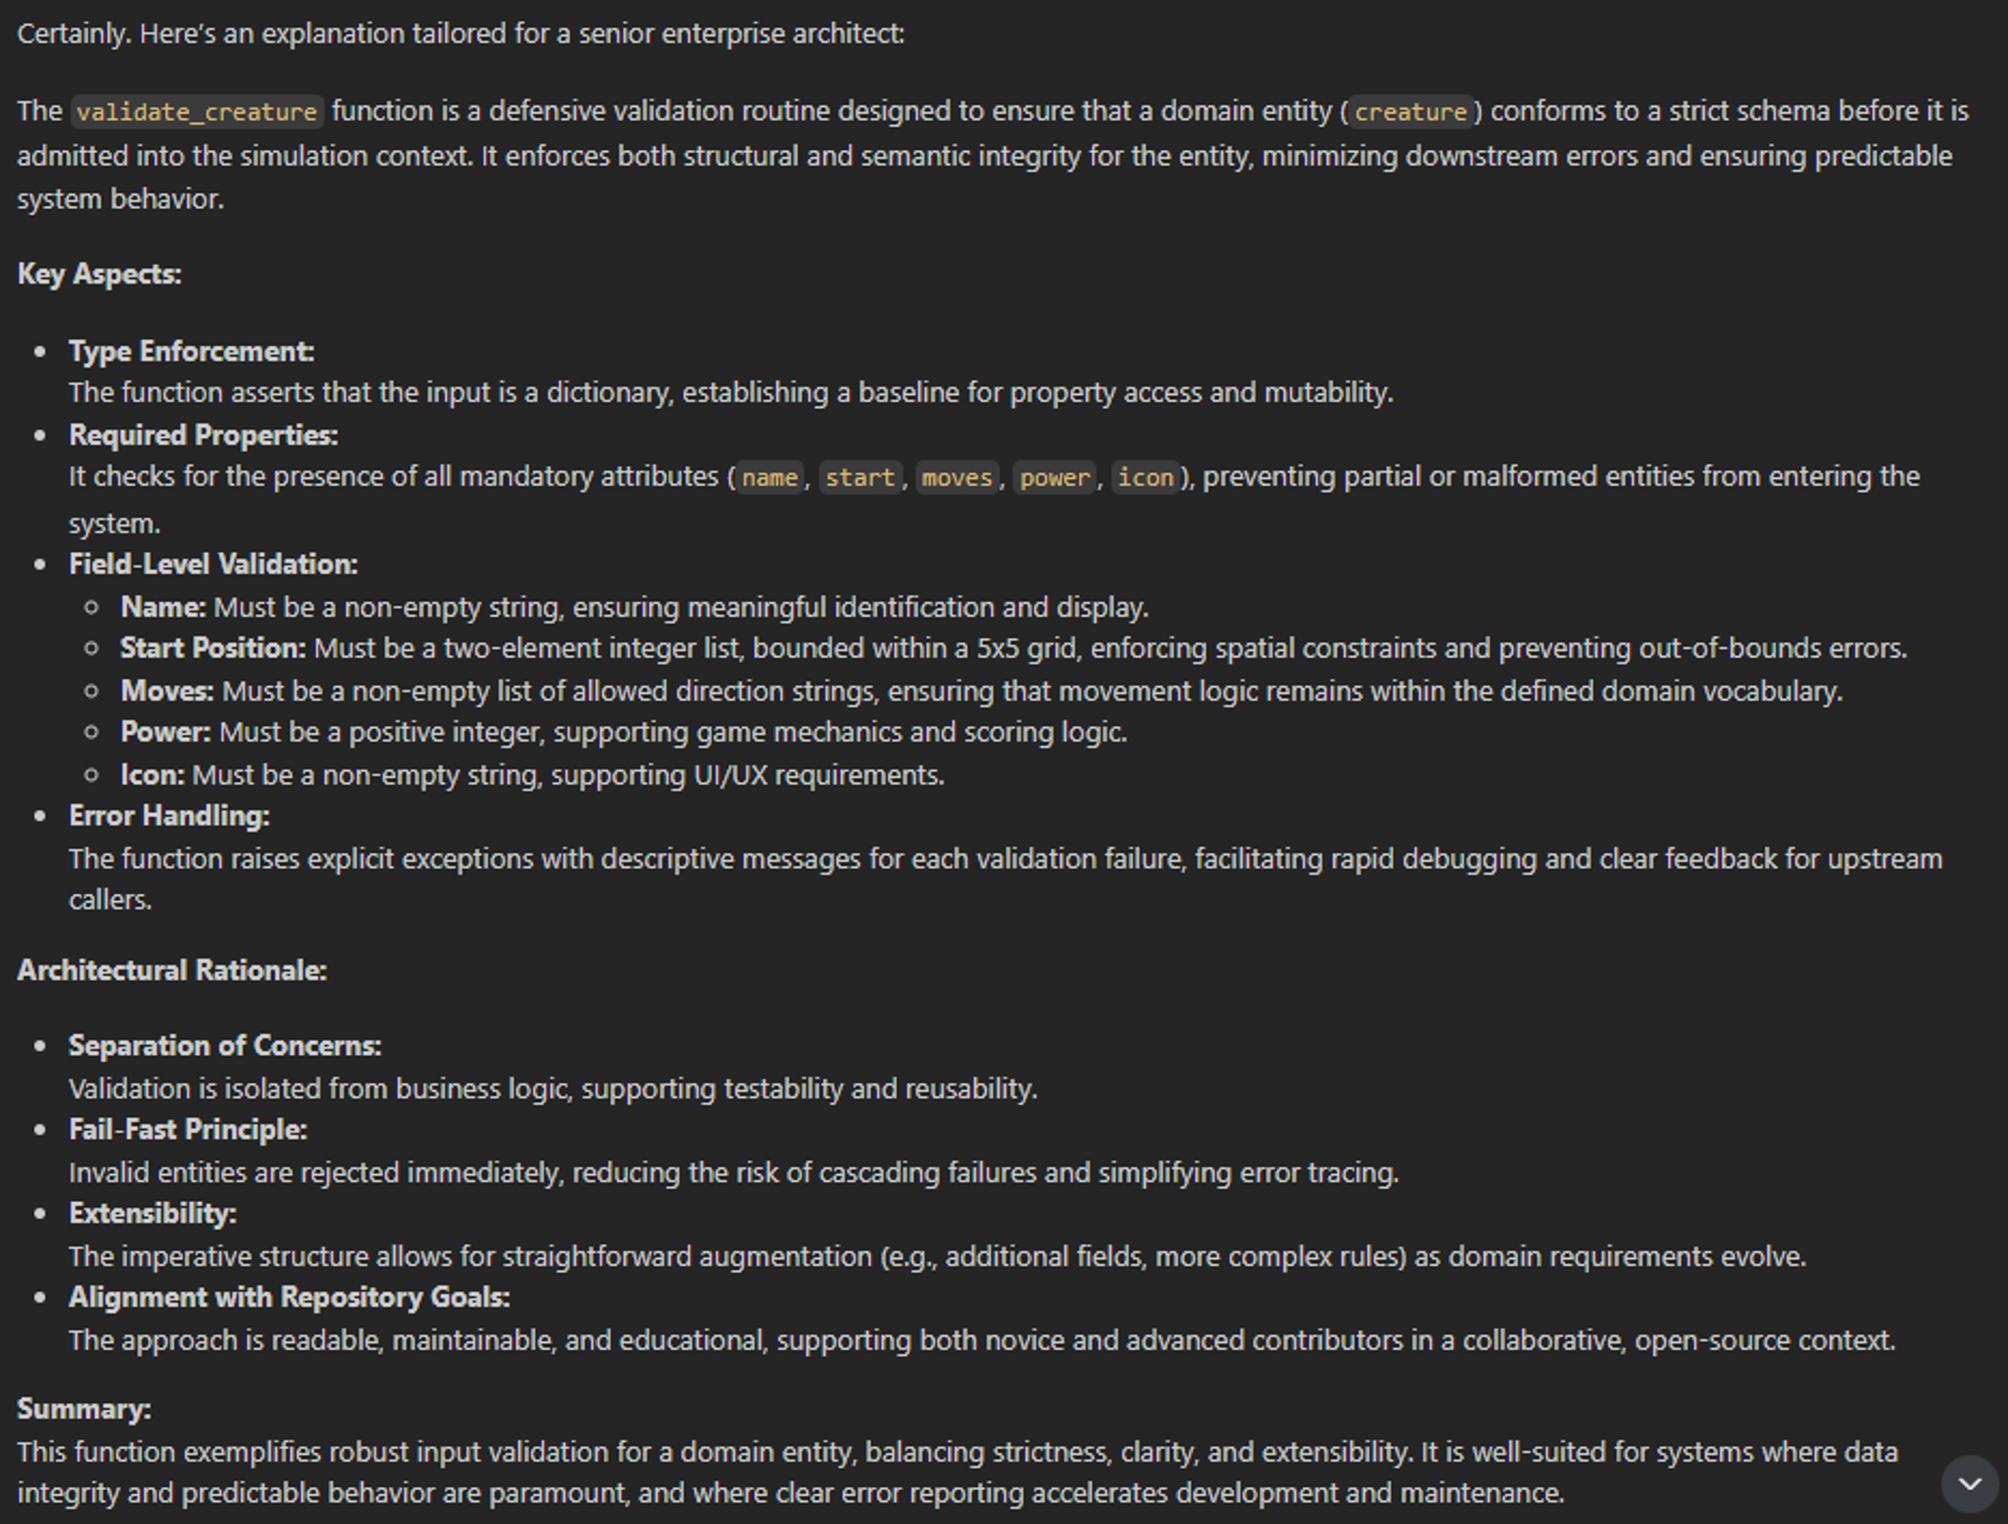 Certainly. Here's an explanation tailored for a senior enterprise architect:
The validate_creature function is a defensive validation routine designed to ensure that a domain entity (creature) conforms to a strict schema before it is
admitted into the simulation context. It enforces both structural and semantic integrity for the entity, minimizing downstream errors and ensuring predictable
system behavior.
Key Aspects:
• Type Enforcement:
The function asserts that the input is a dictionary, establishing a baseline for property access and mutability.
• Required Properties:
It checks for the presence of all mandatory attributes (name, start, moves, power, icon), preventing partial or malformed entities from entering the
system.
• Field-Level Validation:
○ Name: Must be a non-empty string, ensuring meaningful identification and display.
○ Start Position: Must be a two-element integer list, bounded within a 5x5 grid, enforcing spatial constraints and preventing out-of-bounds errors.
○ Moves: Must be a non-empty list of allowed direction strings, ensuring that movement logic remains within the defined domain vocabulary.
○ Power: Must be a positive integer, supporting game mechanics and scoring logic.
○ Icon: Must be a non-empty string, supporting UI/UX requirements.
• Error Handling:
The function raises explicit exceptions with descriptive messages for each validation failure, facilitating rapid debugging and clear feedback for upstream
callers.
Architectural Rationale:
• Separation of Concerns:
Validation is isolated from business logic, supporting testability and reusability.
• Fail-Fast Principle:
Invalid entities are rejected immediately, reducing the risk of cascading failures and simplifying error tracing.
• Extensibility:
The imperative structure allows for straightforward augmentation (e.g., additional fields, more complex rules) as domain requirements evolve.
• Alignment with Repository Goals:
The approach is readable, maintainable, and educational, supporting both novice and advanced contributors in a collaborative, open-source context.
Summary:
This function exemplifies robust input validation for a domain entity, balancing strictness, clarity, and extensibility. It is well-suited for systems where data
integrity and predictable behavior are paramount, and where clear error reporting accelerates development and maintenance.